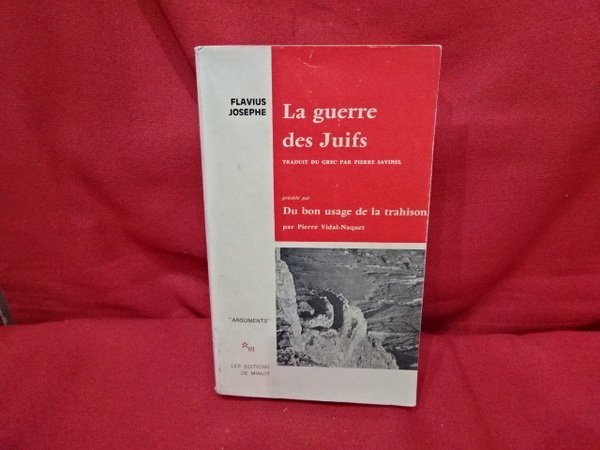 FLAVIUS
JOSEPHE
La guerre
des Juifs
TRADUIT DU GREC PAR PIERRE SAVINEL
précédé par
Du bon usage de la trahison
par Pierre Vidal-Naquet
"ARGUMENTS"
m
LES EDITIONS
DE MINUIT